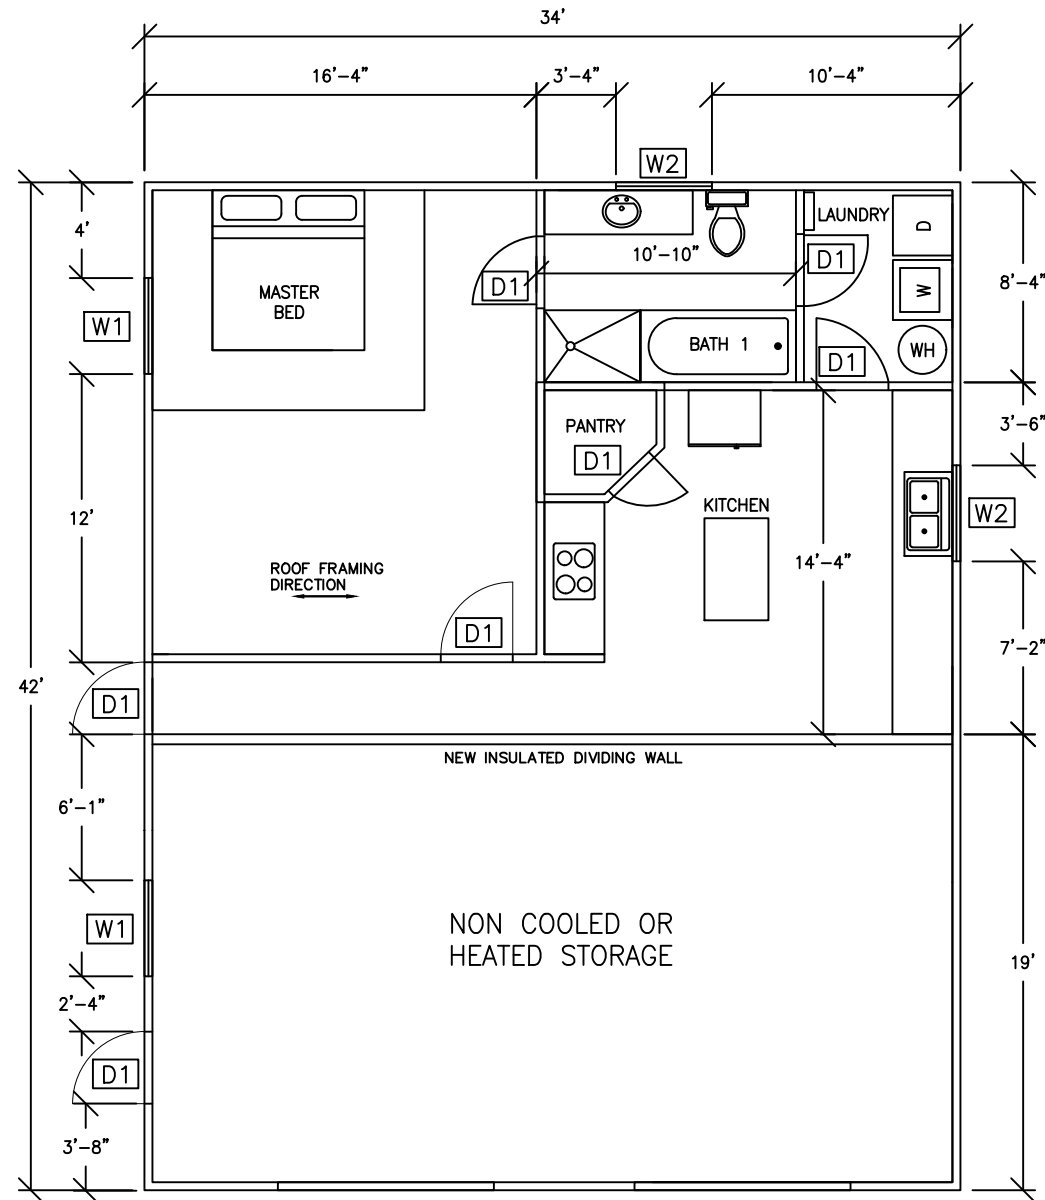 34'
16'-4"
3'-4"
10'-4"
W2
4'
LAUNDRY
D
10'-10"
D1
D1
W
8'-4"
MASTER
BED
W1
BATH 1
WH
D1
3'-6"
PANTRY
D1
KITCHEN
W2
12'
14'-4"
ROOF FRAMING
DIRECTION
D1
7'-2"
42'
D1
NEW INSULATED DIVIDING WALL
6'-1"
W1
NON COOLED OR
HEATED STORAGE
19'
2'-4"
D1
3'-8"